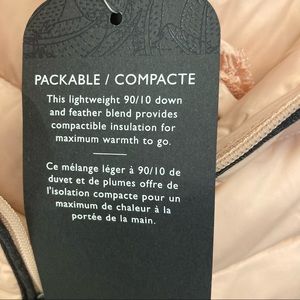 PACKABLE / COMPACTE
This lightweight 90/10 down
and feather blend provides
compactible insulation for
maximum warmth to go.
Ce mélange léger à 90/10 de
duvet et de plumes offre de
l'isolation compacte pour un
maximum de chaleur à la
portée de la main.